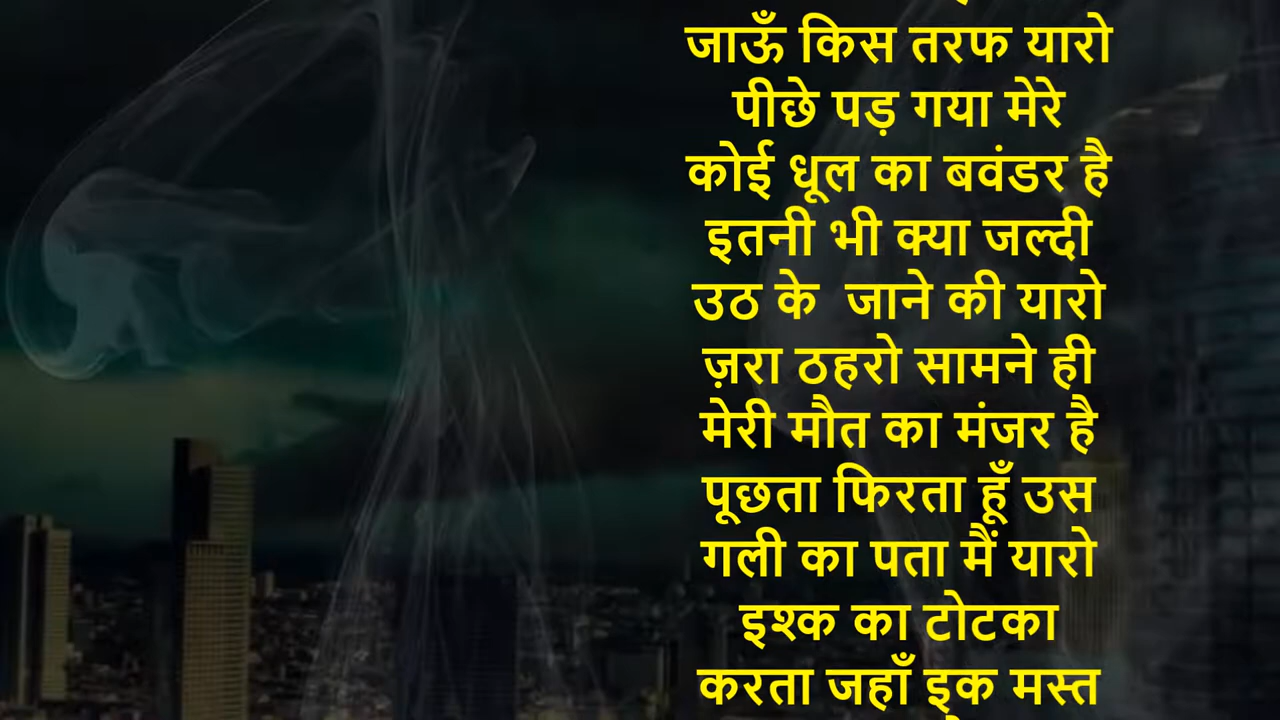 जाऊँ किस तरफ यारो
पीछे पड़ गया मेरे
कोई धूल का बवंडर है
इतनी भी क्या जल्दी
उठ के  जाने की यारो
ज़रा ठहरो सामने ही
मेरी मौत का मंजर है
पूछता फिरता हूँ उस
गली का पता मैं यारो
इश्क का टोटका
करता जहाँ इक मस्त